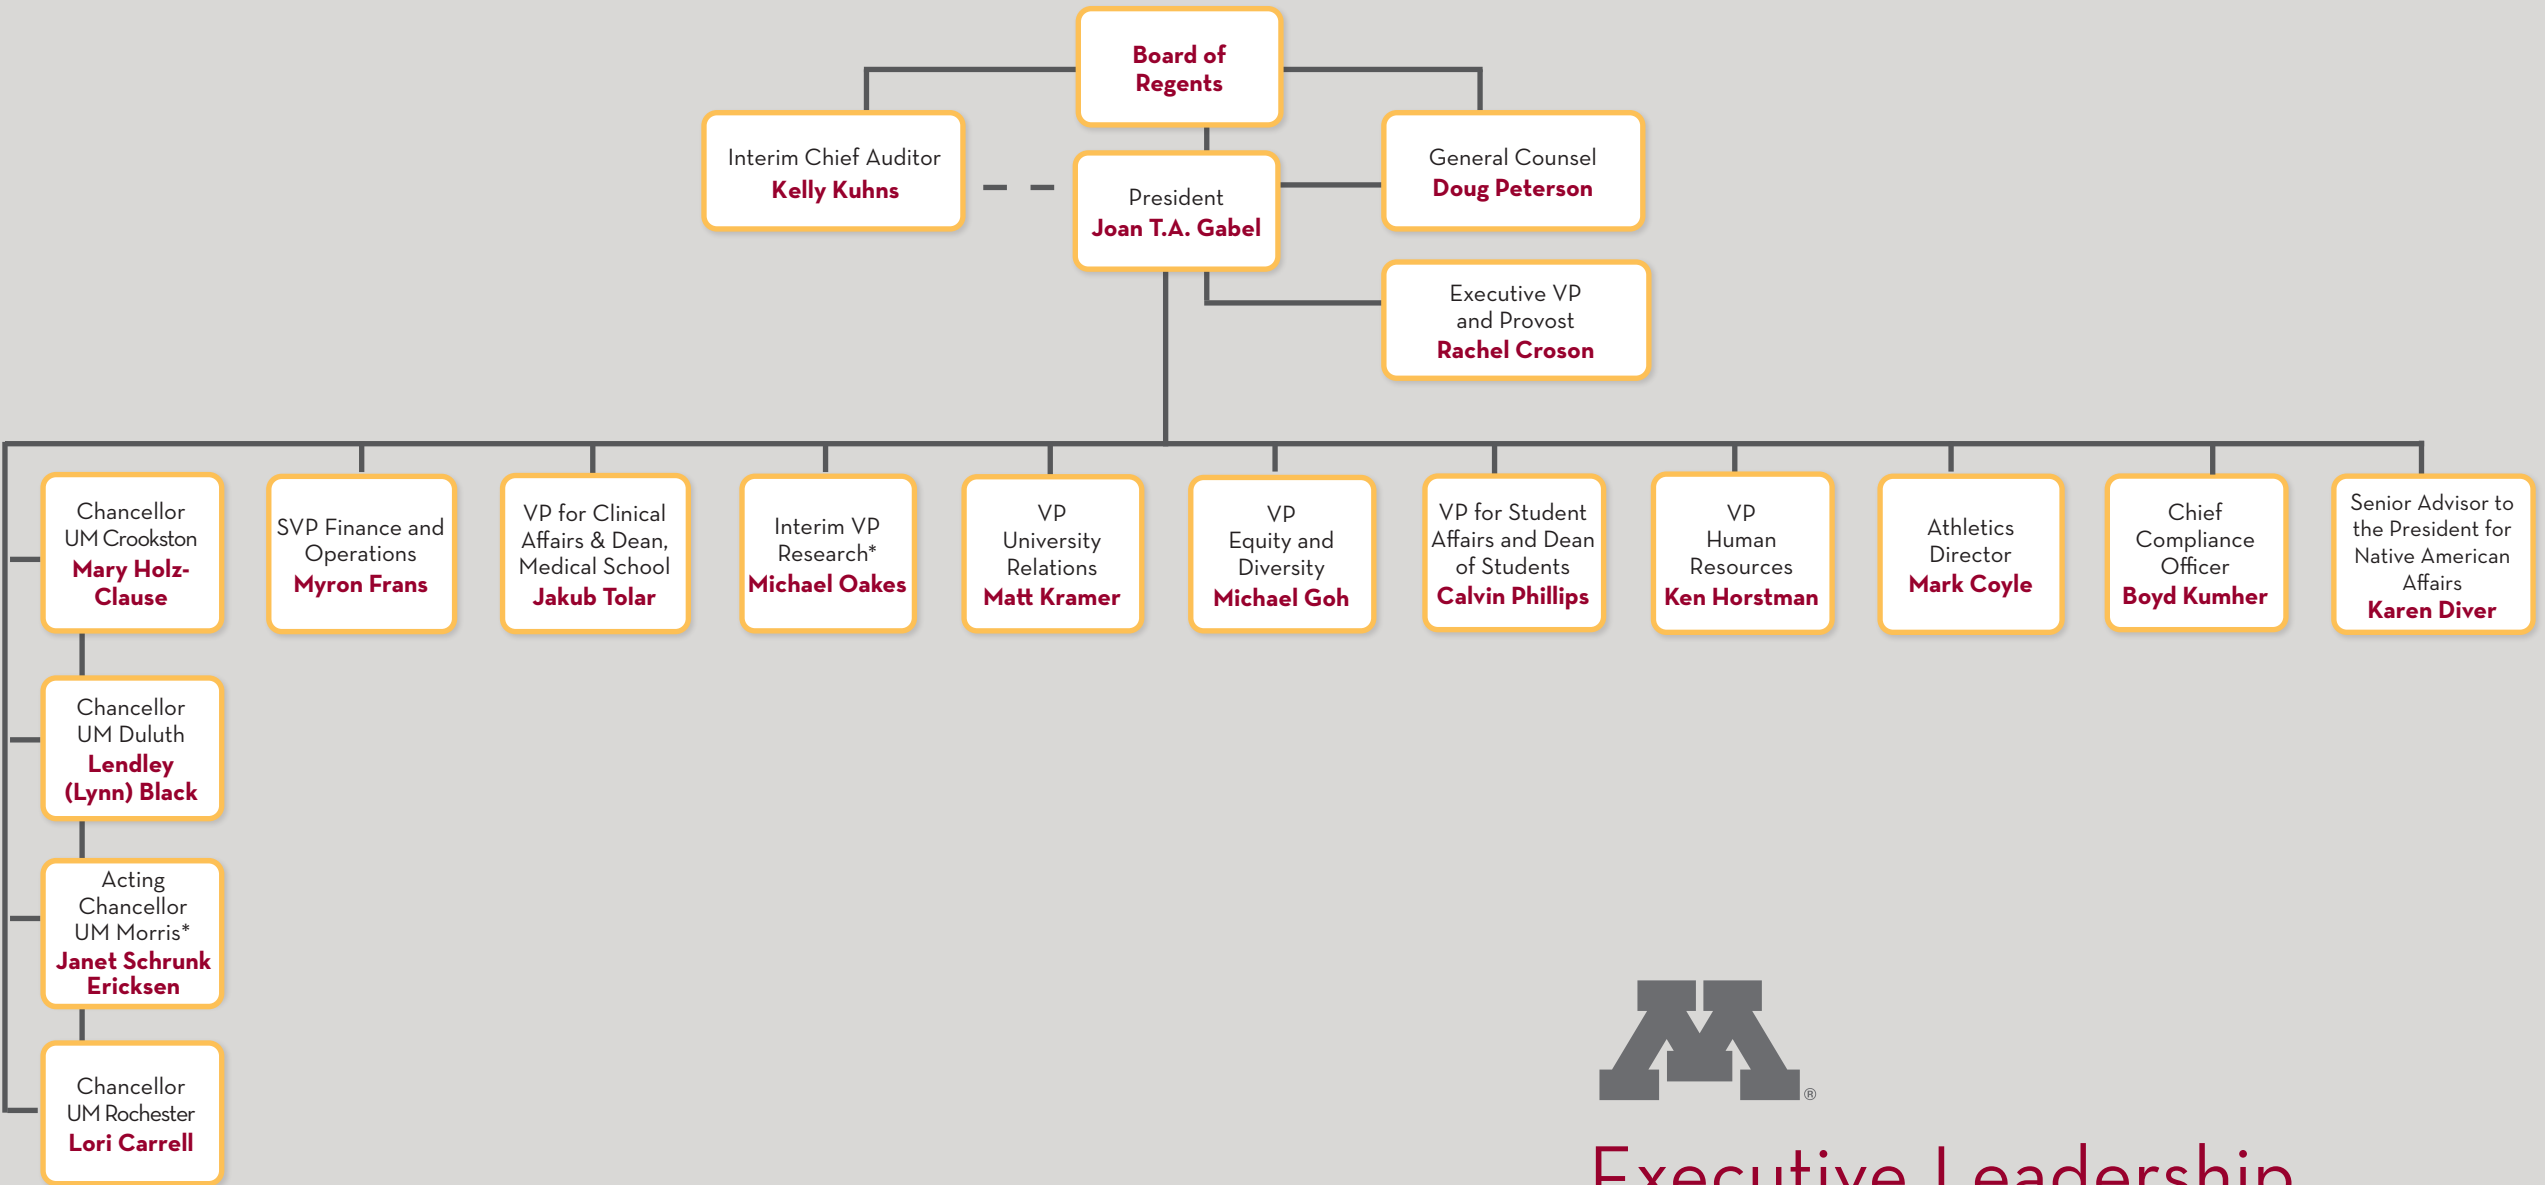 Board of
Regents
Interim Chief Auditor
Kelly Kuhns
General Counsel
Doug Peterson
President
Joan T.A. Gabel
Executive VP
and Provost
Rachel Croson
Chancellor
UM Crookston
Mary Holz-
Clause
SVP Finance and
Operations
Myron Frans
VP for Clinical
Affairs & Dean,
Medical School
Jakub Tolar
Interim VP
Research*
Michael Oakes
VP
University
Relations
Matt Kramer
VP
Equity and
Diversity
Michael Goh
VP for Student
Affairs and Dean
of Students
Calvin Phillips
VP
Human
Resources
Ken Horstman
Athletics
Director
Mark Coyle
Chief
Compliance
Officer
Boyd Kumher
Senior Advisor to
the President for
Native American
Affairs
Karen Diver
Chancellor
UM Duluth
Lendley
(Lynn) Black
Acting
Chancellor
UM Morris*
Janet Schrunk
Ericksen
Chancellor
UM Rochester
Lori Carrell
M®
Executive Leadership